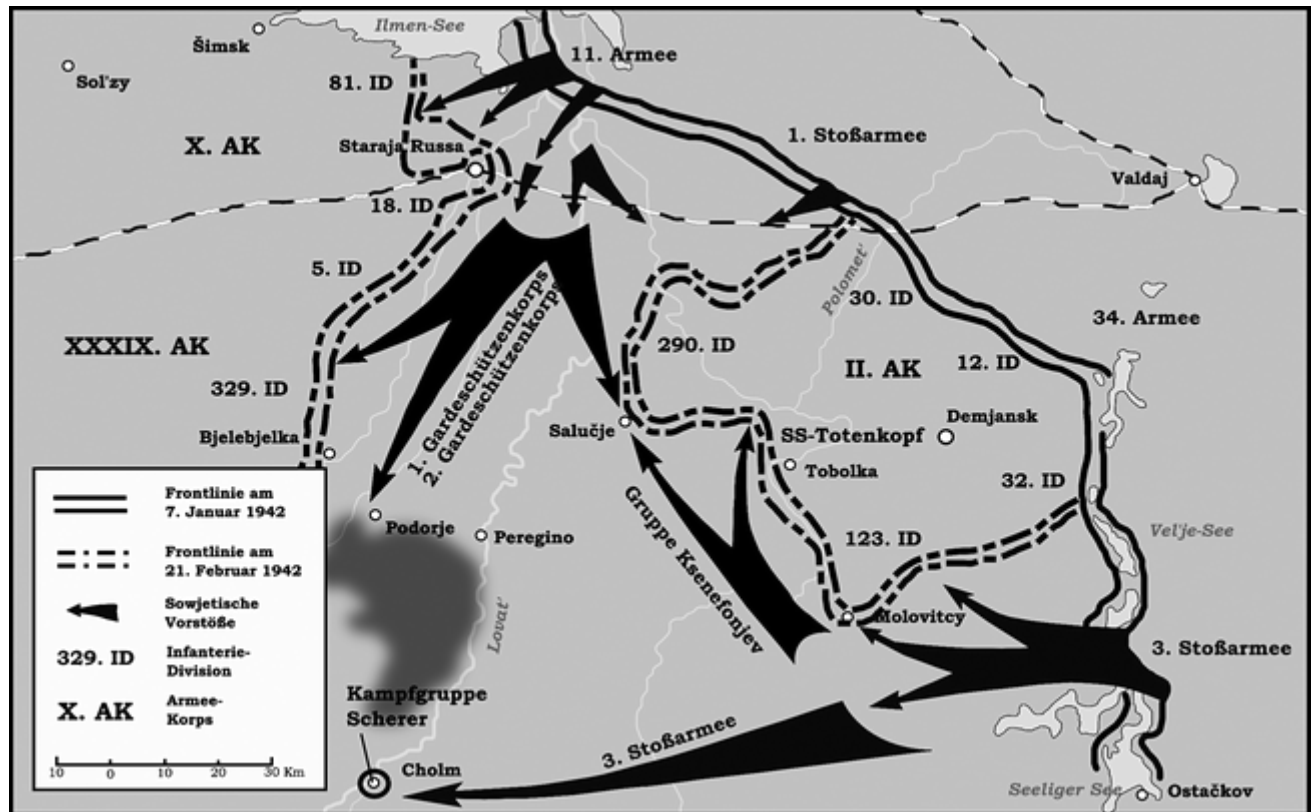 Ilmen-See
Šimsk
Sol'zy
11. Armee
81. ID
X. AK
Staraja Russa
1. Stoßarmee
Valdaj
18. ID
5. ID
Polomet'
30. ID
34. Armee
XXXIX. AK
290. ID
II. AK
12. ID
329. ID
1. Gardeschützenkorps
2. Gardeschützenkorps
Bjelebjelka
Salučje
SS-Totenkopf
Demjansk
Tobolka
32. ID
Gruppe Ksenefonjev
Podorje
Peregino
123. ID
Vel'je-See
Lovat'
Molovitcy
3. Stoßarmee
Kampfgruppe
Scherer
3. Stoßarmee
Cholm
Seeliger See
Ostačkov
Frontlinie am
7. Januar 1942
Frontlinie am
21. Februar 1942
Sowjetische
Vorstöße
329. ID
Infanterie-
Division
X. AK
Armee-
Korps
10 0 10 20 30 Km